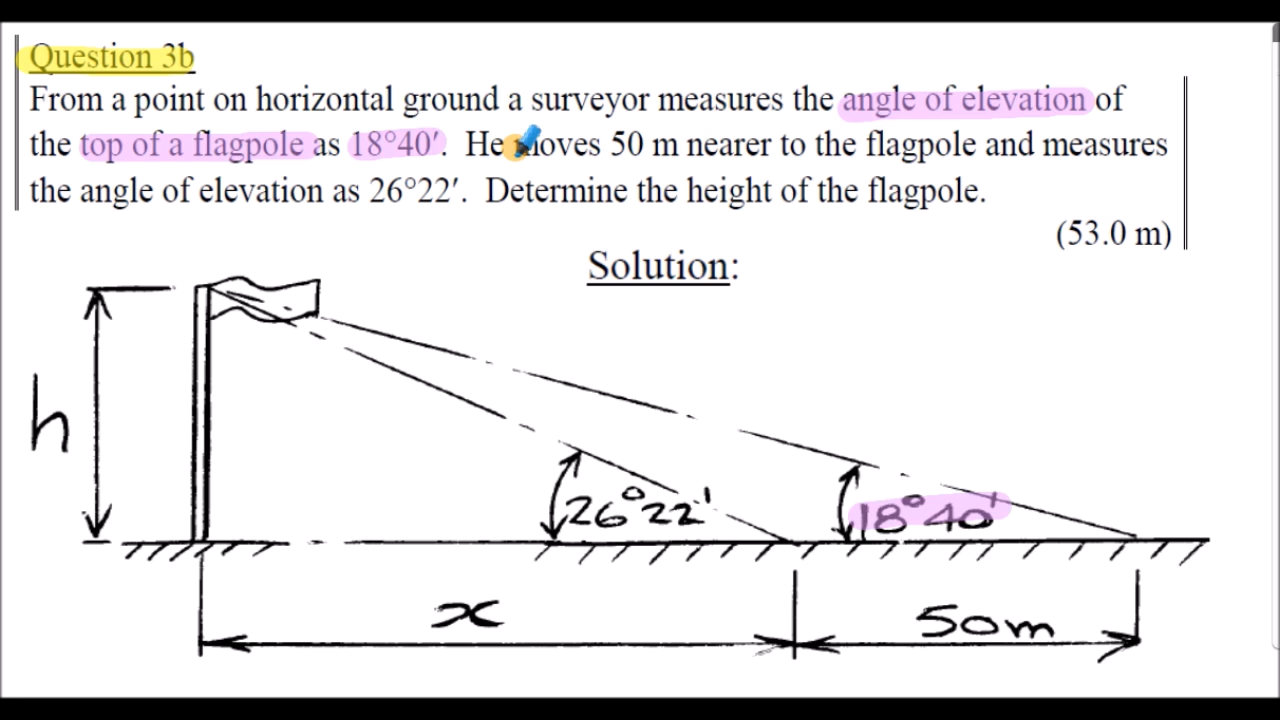 Question 3b
From a point on horizontal ground a surveyor measures the angle of elevation of
the top of a flagpole as 18°40′. He moves 50 m nearer to the flagpole and measures
the angle of elevation as 26°22′. Determine the height of the flagpole.
(53.0 m)
Solution:
h
26°22'
18°40'
x
50m